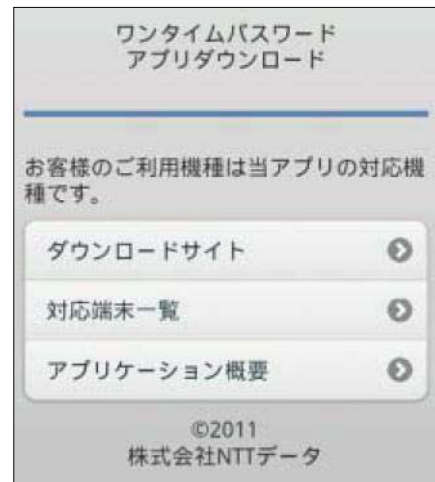 ワンタイムパスワード
アプリダウンロード
お客様のご利用機種は当アプリの対応機
種です。
ダウンロードサイト
対応端末一覧
アプリケーション概要
©2011
株式会社NTTデータ